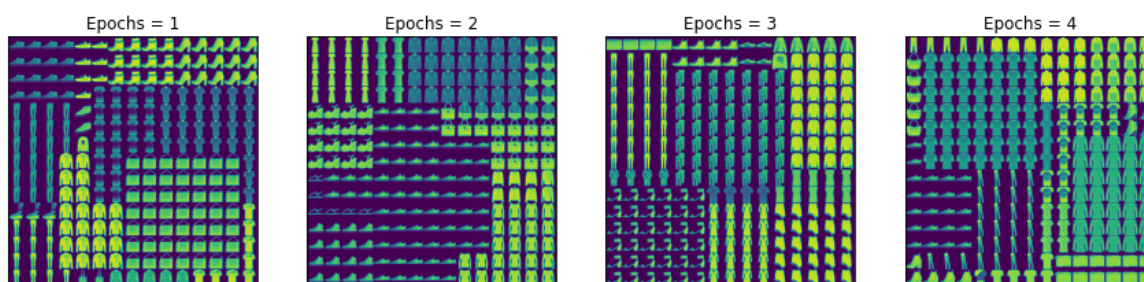 Epochs = 1
Epochs = 2
Epochs = 3
Epochs = 4